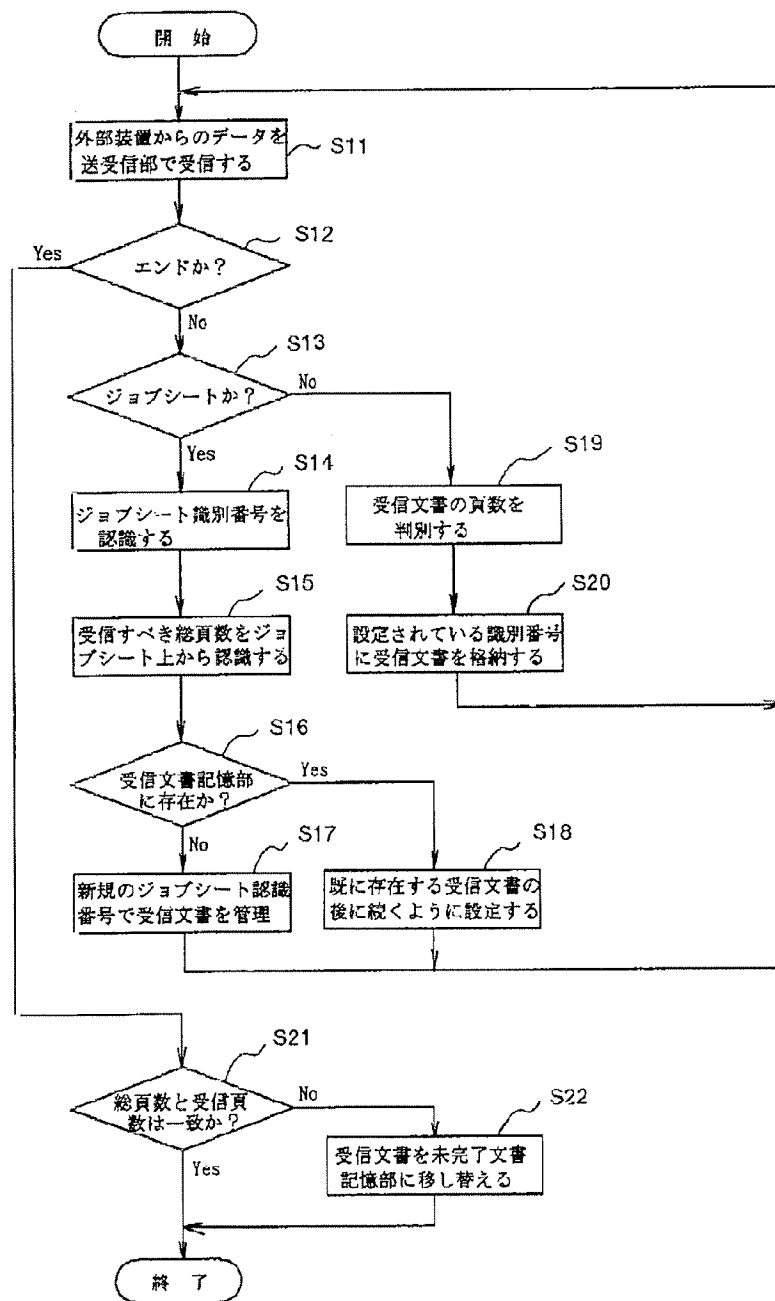 開 始
外部装置からのデータを
送受信部で受信する
S11
S12
Yes
エンドか？
No
S13
ジョブシートか？
No
Yes
S14
ジョブシート識別番号を
認識する
S19
受信文書の頁数を
判別する
S15
受信すべき総頁数をジョ
ブシート上から認識する
S20
設定されている識別番号
に受信文書を格納する
S16
受信文書記憶部
に存在か？
Yes
No
S17
新規のジョブシート認識
番号で受信文書を管理
S18
既に存在する受信文書の
後に続くように設定する
S21
総頁数と受信頁
数は一致か？
No
Yes
S22
受信文書を未完了文書
記憶部に移し替える
終 了